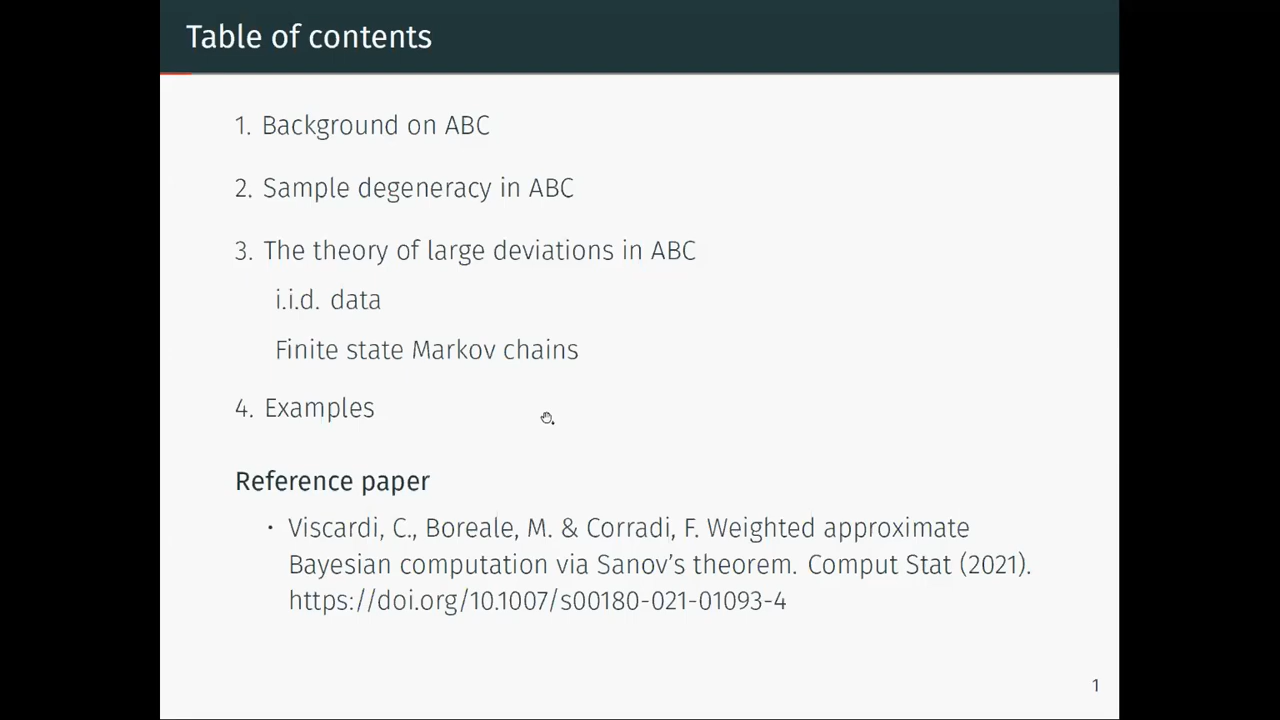 Table of contents
1. Background on ABC
2. Sample degeneracy in ABC
3. The theory of large deviations in ABC
i.i.d. data
Finite state Markov chains
4. Examples
Reference paper
• Viscardi, C., Boreale, M. & Corradi, F. Weighted approximate
Bayesian computation via Sanov’s theorem. Comput Stat (2021).
https://doi.org/10.1007/s00180-021-01093-4
1